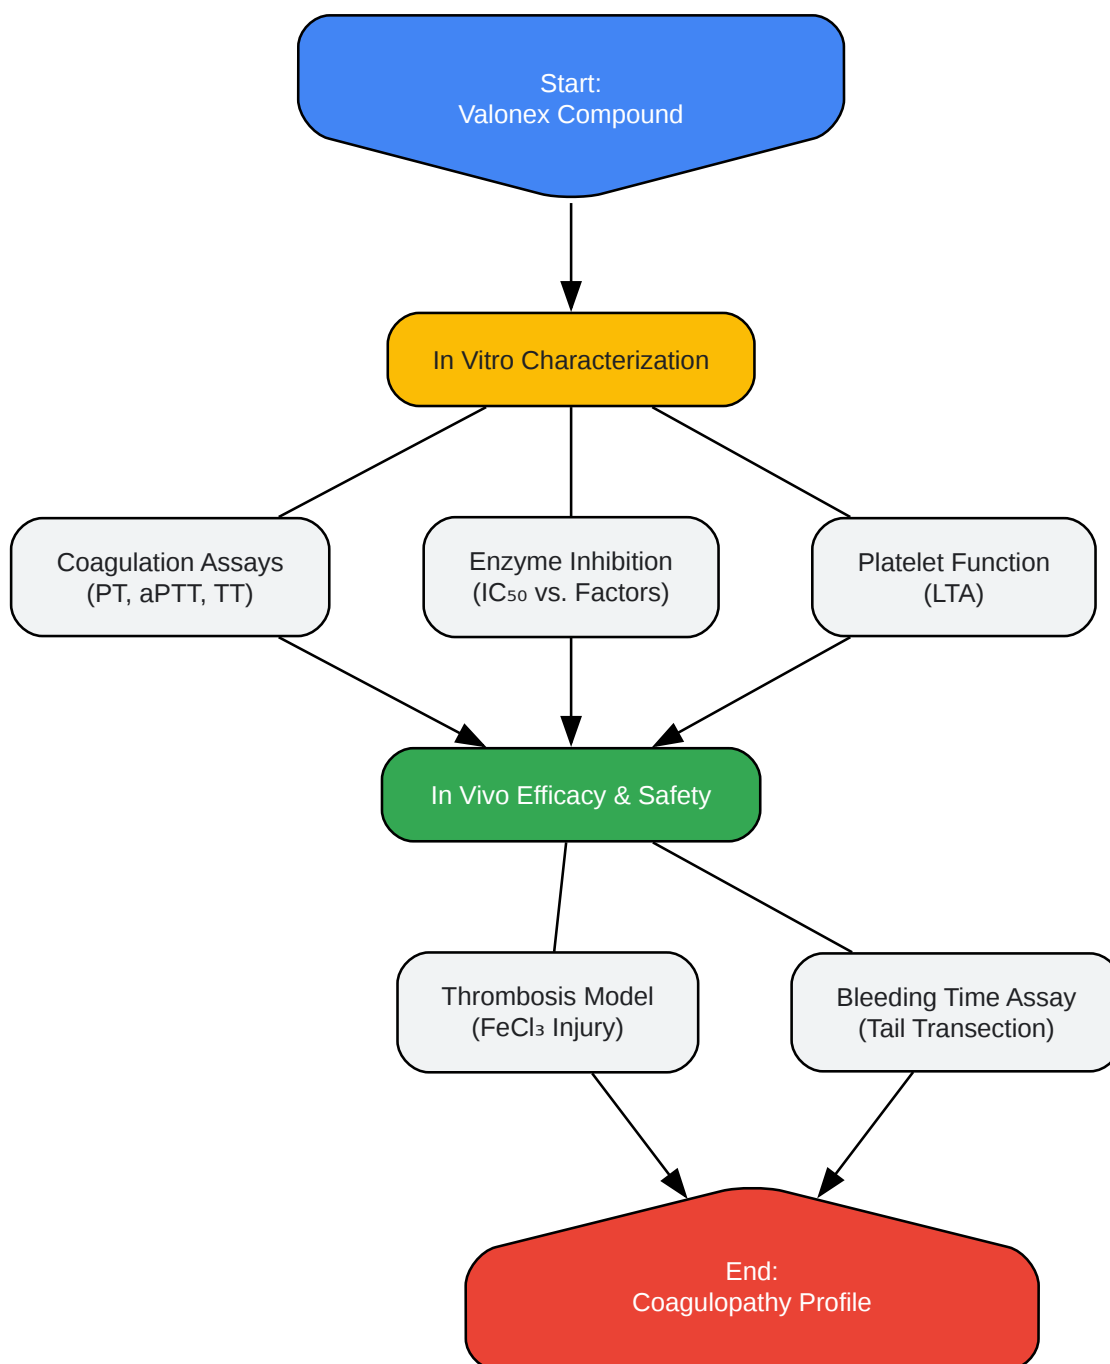 Start:
Valonex Compound
In Vitro Characterization
Coagulation Assays
(PT, aPTT, TT)
Enzyme Inhibition
(IC₅₀ vs. Factors)
Platelet Function
(LTA)
In Vivo Efficacy & Safety
Thrombosis Model
(FeCl₃ Injury)
Bleeding Time Assay
(Tail Transection)
End:
Coagulopathy Profile